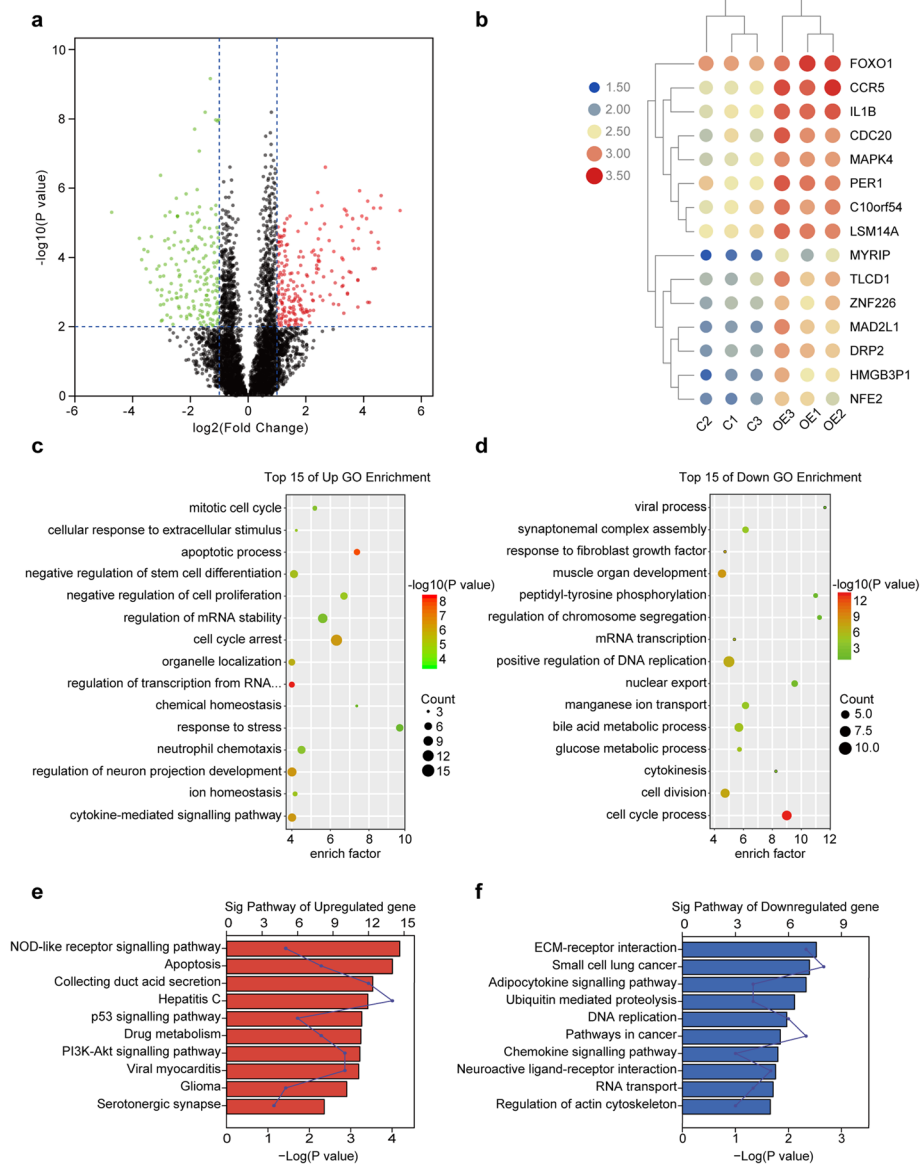 a
10
8
6
4
2
0
-log10(P value)
-6
-4
-2
0
2
4
6
log2(Fold Change)
b
1.50
2.00
2.50
3.00
3.50
FOXO1
CCR5
IL1B
CDC20
MAPK4
PER1
C10orf54
LSM14A
MYRIP
TLCD1
ZNF226
MAD2L1
DRP2
HMGB3P1
NFE2
C2
C1
C3
OE3
OE1
OE2
c
Top 15 of Up GO Enrichment
mitotic cell cycle
cellular response to extracellular stimulus
apoptotic process
negative regulation of stem cell differentiation
negative regulation of cell proliferation
regulation of mRNA stability
cell cycle arrest
organelle localization
regulation of transcription from RNA...
chemical homeostasis
response to stress
neutrophil chemotaxis
regulation of neuron projection development
ion homeostasis
cytokine-mediated signalling pathway
4
6
8
10
enrich factor
-log10(P value)
8
7
6
5
4
Count
3
6
9
12
15
d
Top 15 of Down GO Enrichment
viral process
synaptonemal complex assembly
response to fibroblast growth factor
muscle organ development
peptidyl-tyrosine phosphorylation
regulation of chromosome segregation
mRNA transcription
positive regulation of DNA replication
nuclear export
manganese ion transport
bile acid metabolic process
glucose metabolic process
cytokinesis
cell division
cell cycle process
4
6
8
10
12
enrich factor
-log10(P value)
12
9
6
3
Count
5.0
7.5
10.0
e
Sig Pathway of Upregulated gene
0
3
6
9
12
15
NOD-like receptor signalling pathway
Apoptosis
Collecting duct acid secretion
Hepatitis C
p53 signalling pathway
Drug metabolism
PI3K-Akt signalling pathway
Viral myocarditis
Glioma
Serotonergic synapse
0
1
2
3
4
−Log(P value)
f
Sig Pathway of Downregulated gene
0
3
6
9
ECM-receptor interaction
Small cell lung cancer
Adipocytokine signalling pathway
Ubiquitin mediated proteolysis
DNA replication
Pathways in cancer
Chemokine signalling pathway
Neuroactive ligand-receptor interaction
RNA transport
Regulation of actin cytoskeleton
0
1
2
3
−Log(P value)